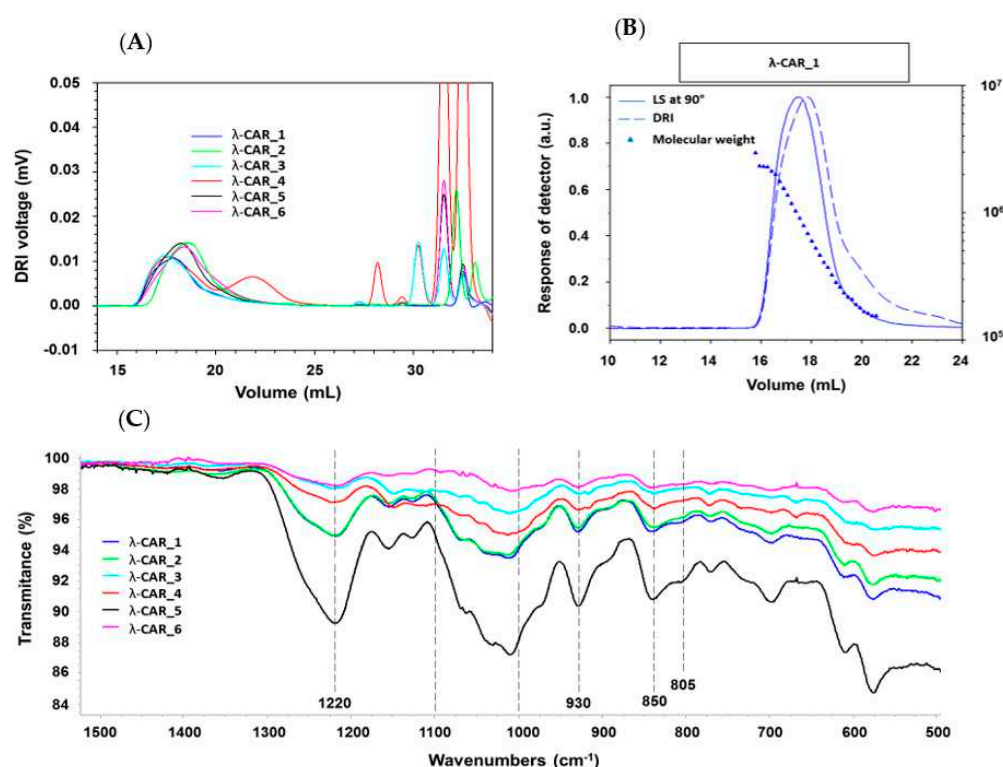 (A)
0.05
0.04
0.03
0.02
0.01
0.00
-0.01
DRI voltage (mV)
λ-CAR_1
λ-CAR_2
λ-CAR_3
λ-CAR_4
λ-CAR_5
λ-CAR_6
15 20 25 30
Volume (mL)
(B)
λ-CAR_1
1.0
0.8
0.6
0.4
0.2
0.0
Response of detector (a.u.)
LS at 90°
DRI
Molecular weight
10⁷
10⁶
10⁵
10 12 14 16 18 20 22 24
Volume (mL)
(C)
100
98
96
94
92
90
88
86
84
Transmitance (%)
λ-CAR_1
λ-CAR_2
λ-CAR_3
λ-CAR_4
λ-CAR_5
λ-CAR_6
1220
930
850
805
1500 1400 1300 1200 1100 1000 900 800 700 600 500
Wavenumbers (cm⁻¹)